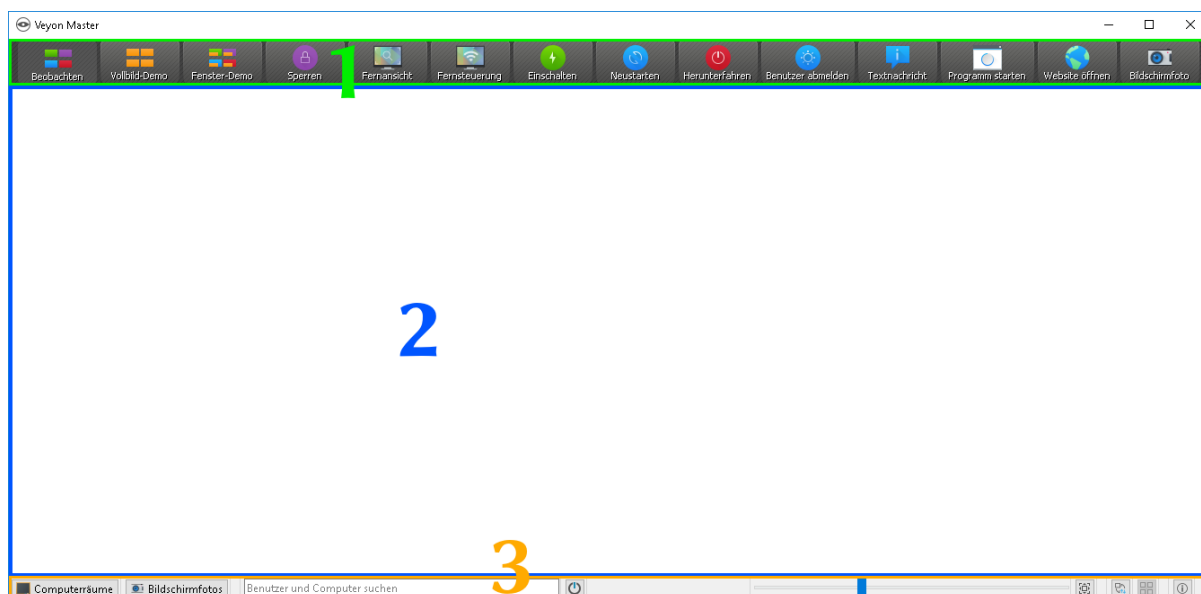 Veyon Master
Beobachten Vollbild-Demo Fenster-Demo Sperren Fernansicht Fernsteuerung Einschalten Neustarten Herunterfahren Benutzer abmelden Textnachricht Programm starten Website öffnen Bildschirmfoto
1
2
3
Computerräume Bildschirmfotos Benutzer und Computer suchen